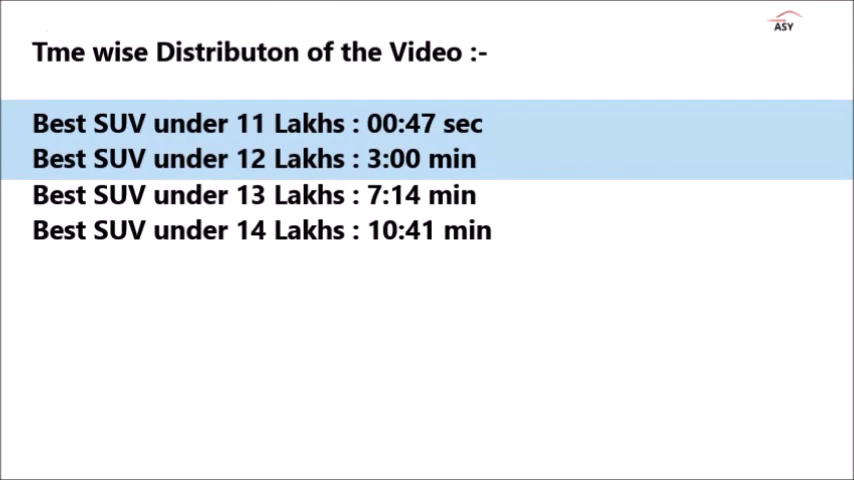 ASY
Tme wise Distributon of the Video :-
Best SUV under 11 Lakhs : 00:47 sec
Best SUV under 12 Lakhs : 3:00 min
Best SUV under 13 Lakhs : 7:14 min
Best SUV under 14 Lakhs : 10:41 min